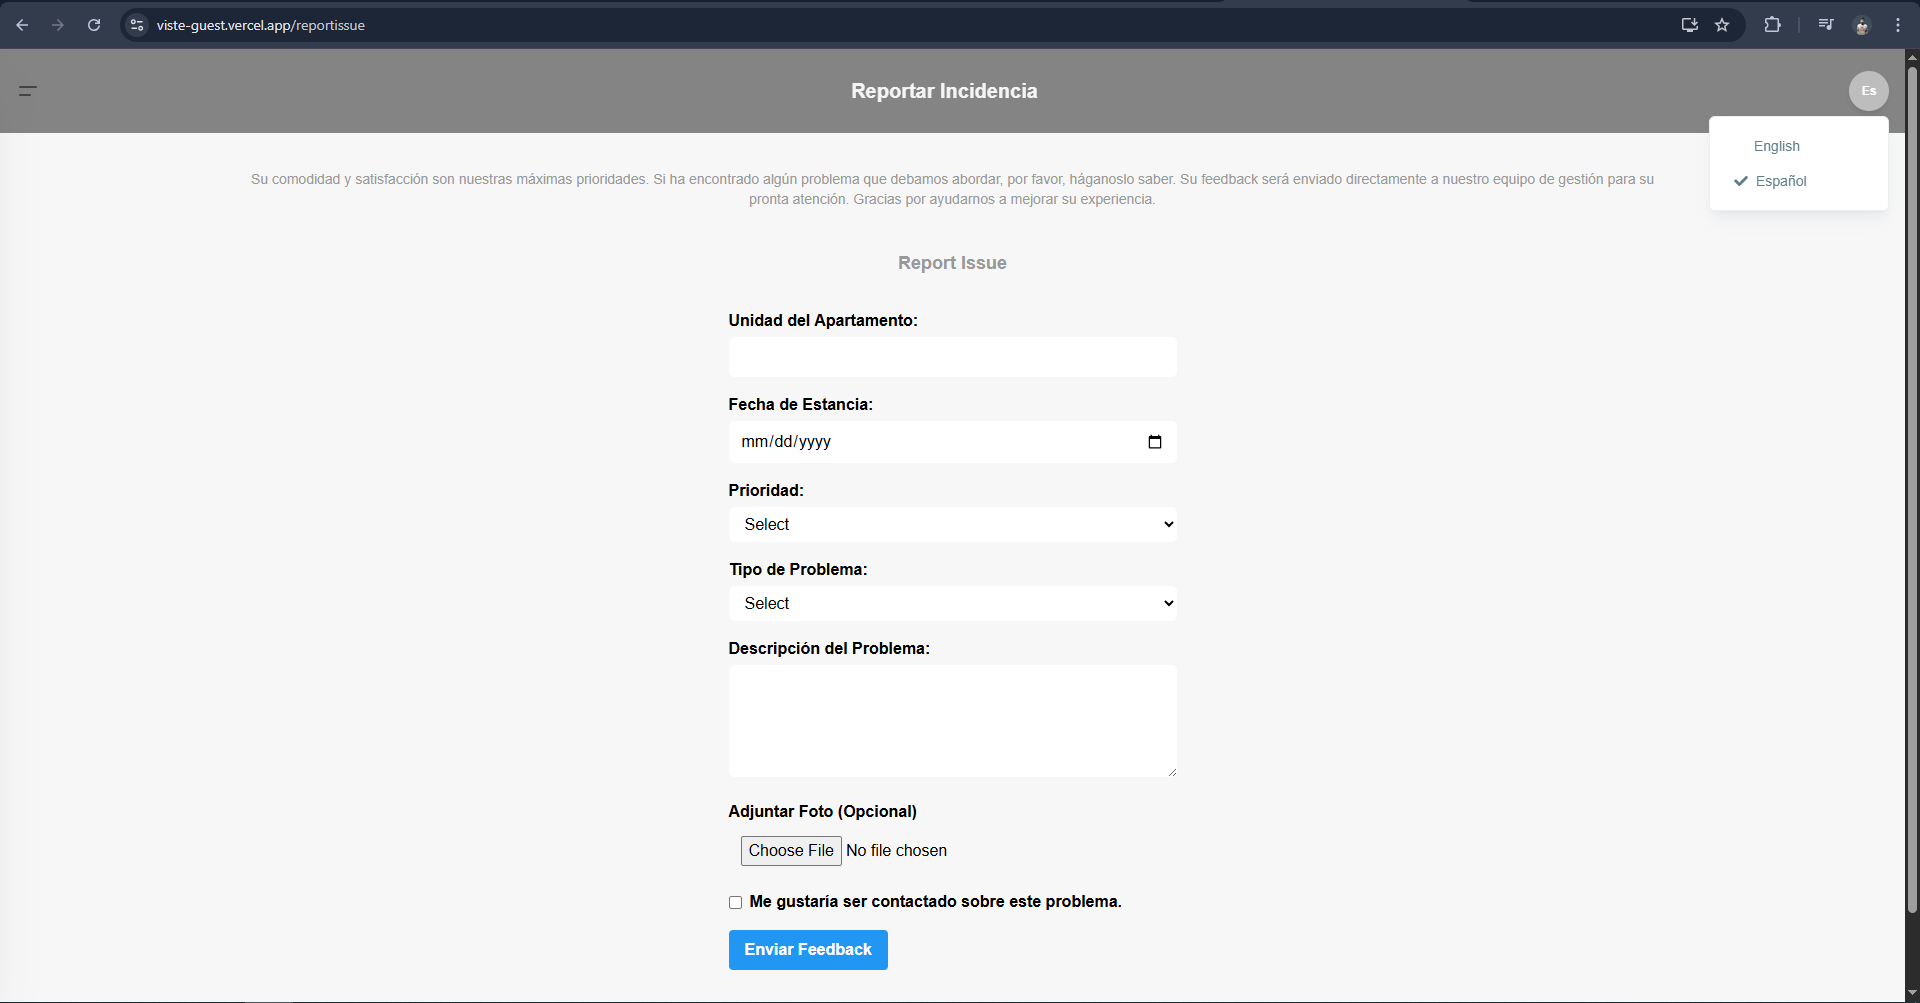 viste-guest.vercel.app/reportissue
Reportar Incidencia
Es
English
Español
Su comodidad y satisfacción son nuestras máximas prioridades. Si ha encontrado algún problema que debamos abordar, por favor, háganoslo saber. Su feedback será enviado directamente a nuestro equipo de gestión para su
pronta atención. Gracias por ayudarnos a mejorar su experiencia.
Report Issue
Unidad del Apartamento:
Fecha de Estancia:
mm/dd/yyyy
Prioridad:
Select
Tipo de Problema:
Select
Descripción del Problema:
Adjuntar Foto (Opcional)
Choose File No file chosen
Me gustaría ser contactado sobre este problema.
Enviar Feedback